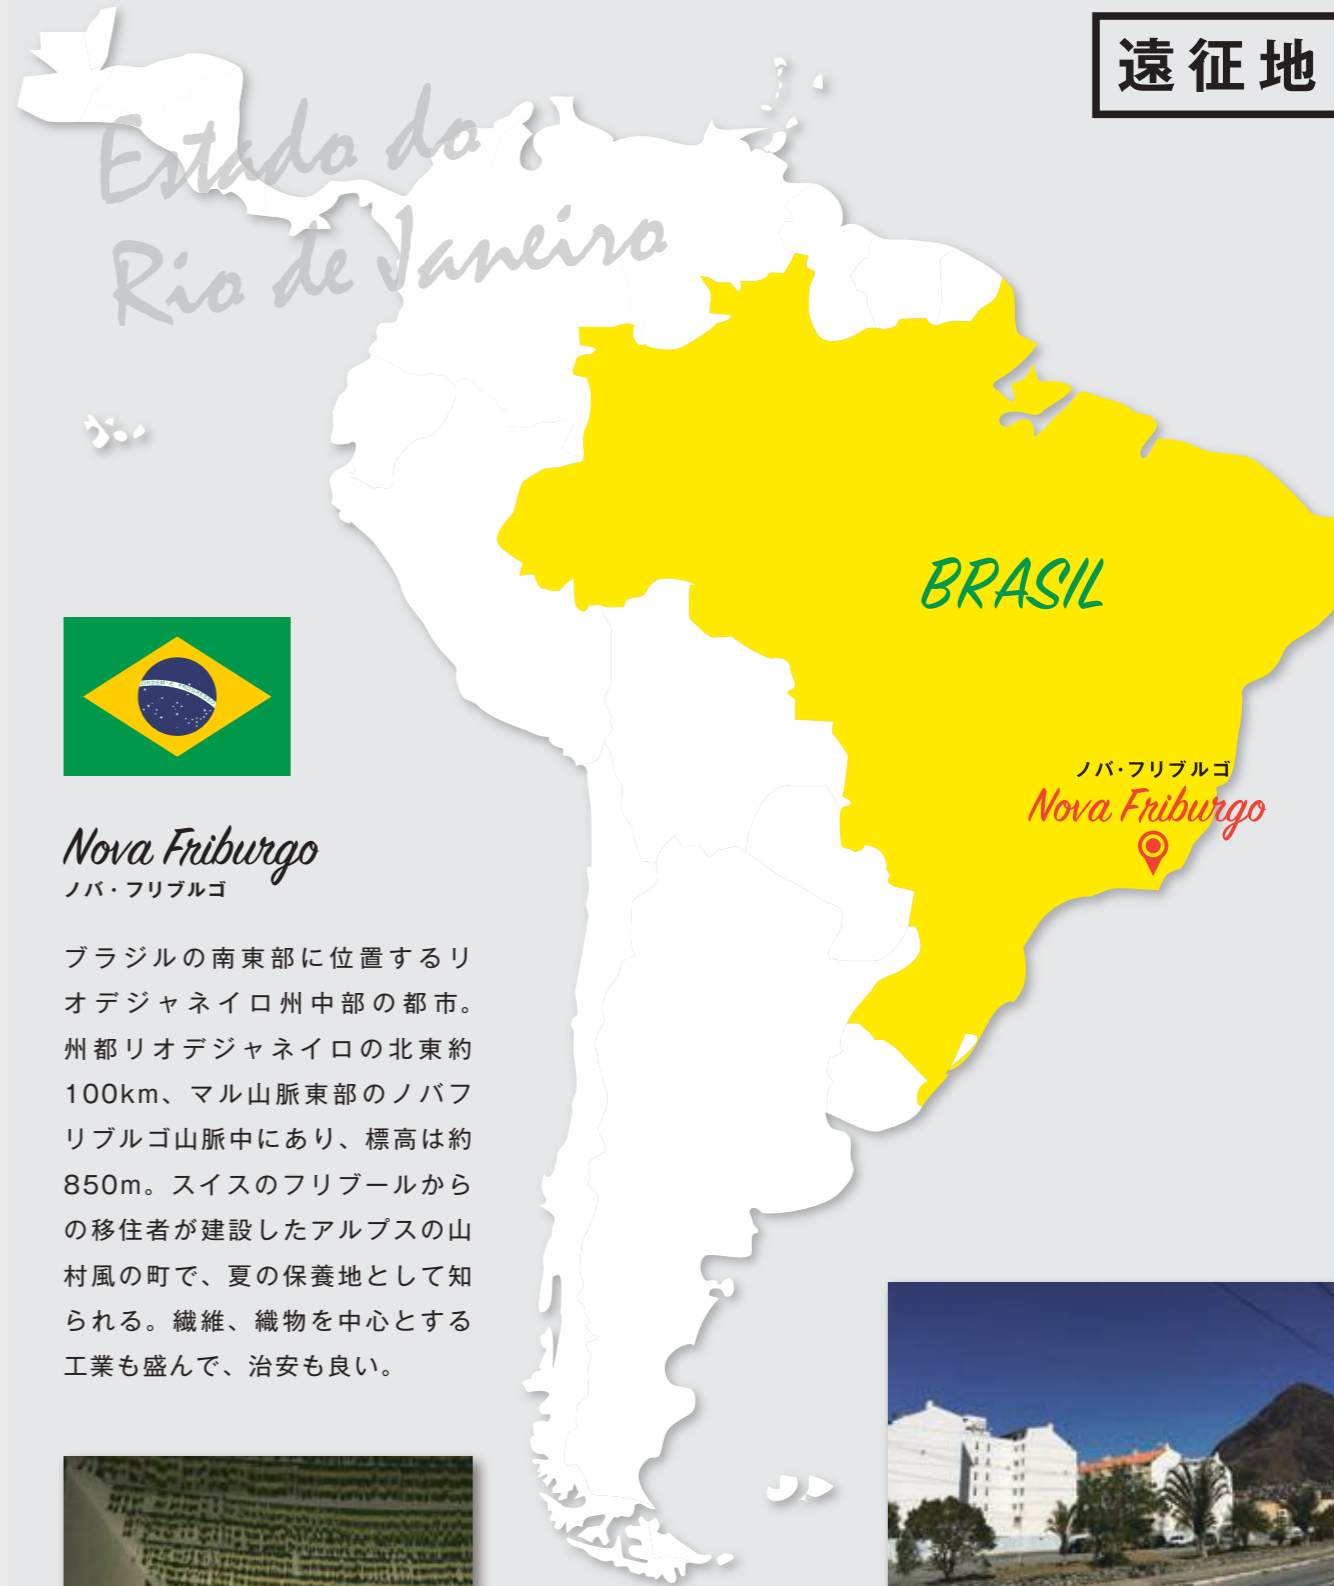 遠征地
Estado do
Rio de Janeiro
BRASIL
ノバ・フリブルゴ
Nova Friburgo
Nova Friburgo
ノバ・フリブルゴ
ブラジルの南東部に位置するリ
オデジャネイロ州中部の都市。
州都リオデジャネイロの北東約
100km、マル山脈東部のノバフ
リブルゴ山脈中にあり、標高は約
850m。スイスのフリブールから
の移住者が建設したアルプスの山
村風の町で、夏の保養地として知
られる。繊維、織物を中心とする
工業も盛んで、治安も良い。